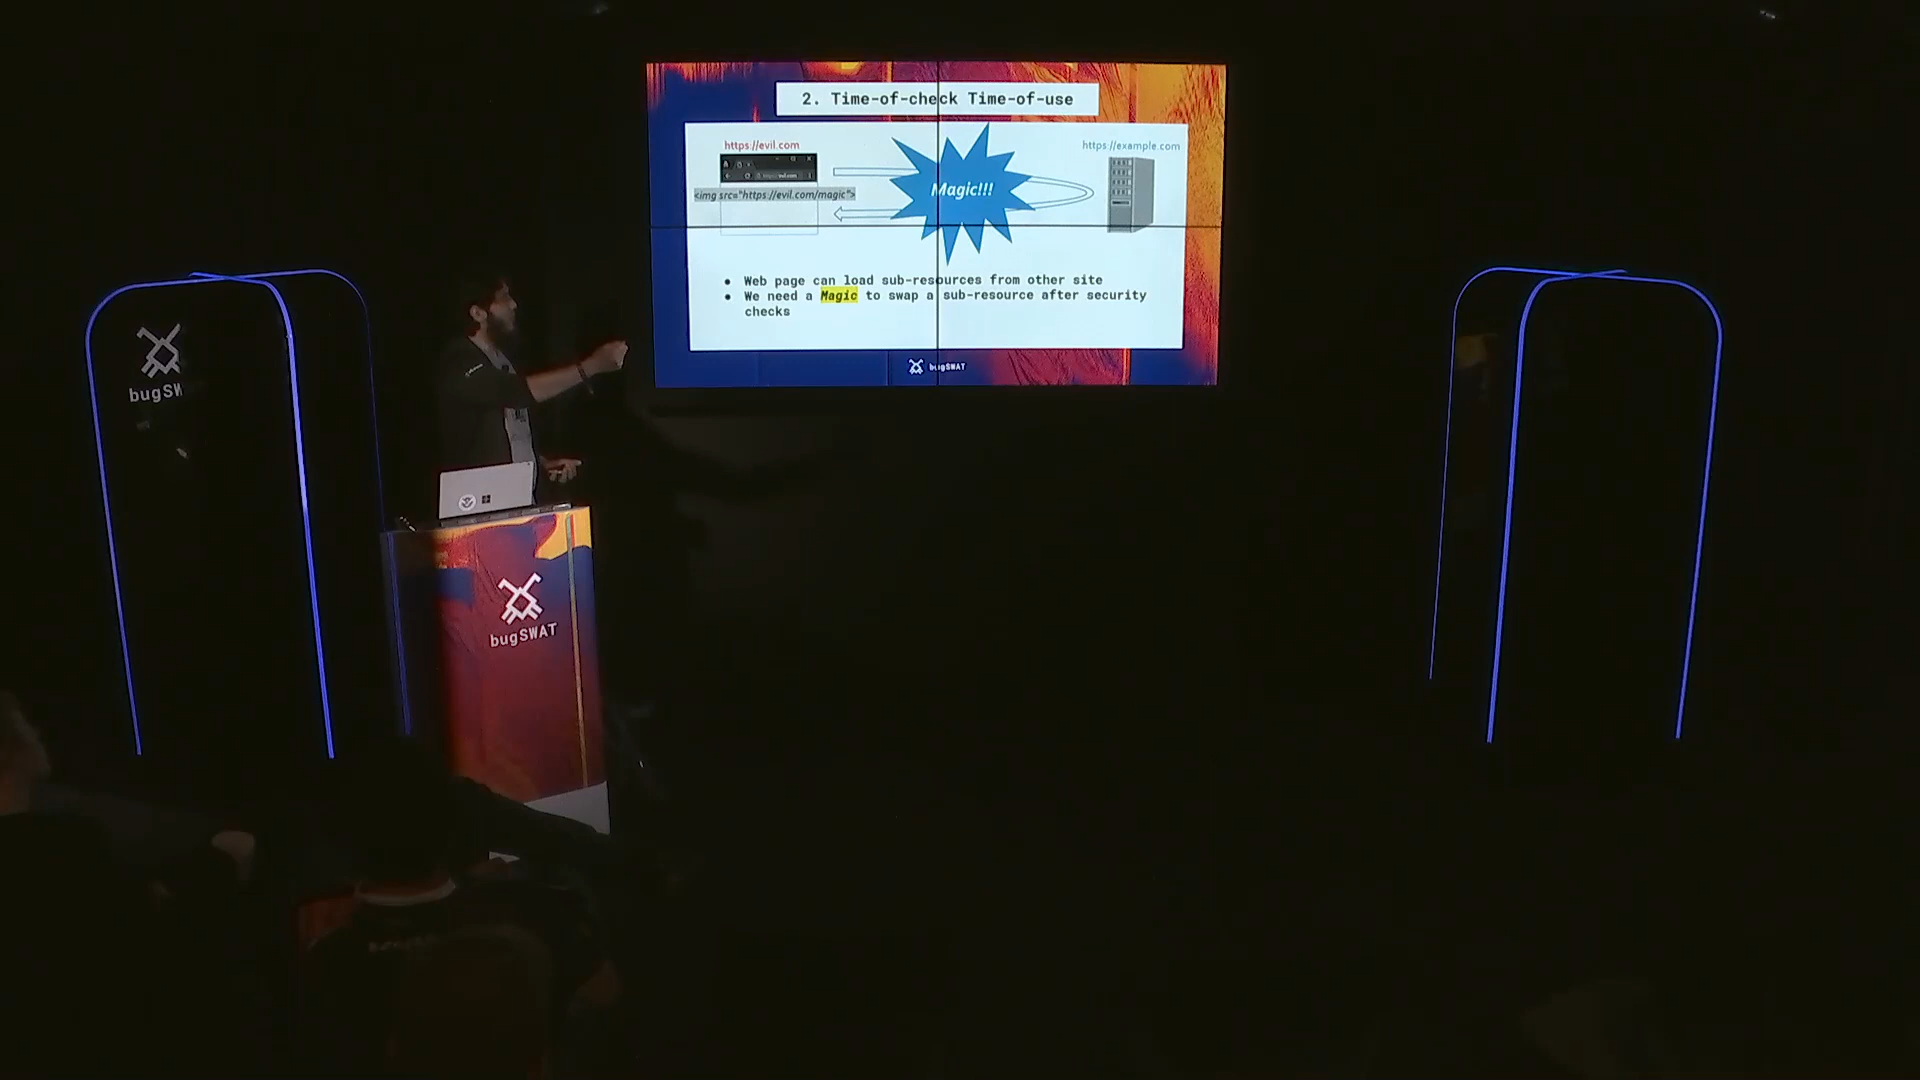 2. Time-of-check Time-of-use
https://evil.com
https://example.com
<img src="https://evil.com/magic">
Magic!!!
● Web page can load sub-resources from other site
● We need a Magic to swap a sub-resource after security
checks
bugSWAT
bugSW
bugSWAT